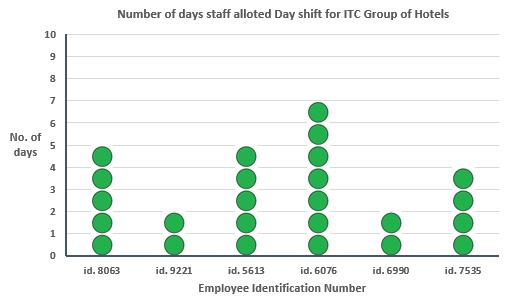 Number of days staff alloted Day shift for ITC Group of Hotels
10
9
8
7
6
5
4
3
2
1
0
No. of
days
id. 8063 id. 9221 id. 5613 id. 6076 id. 6990 id. 7535
Employee Identification Number